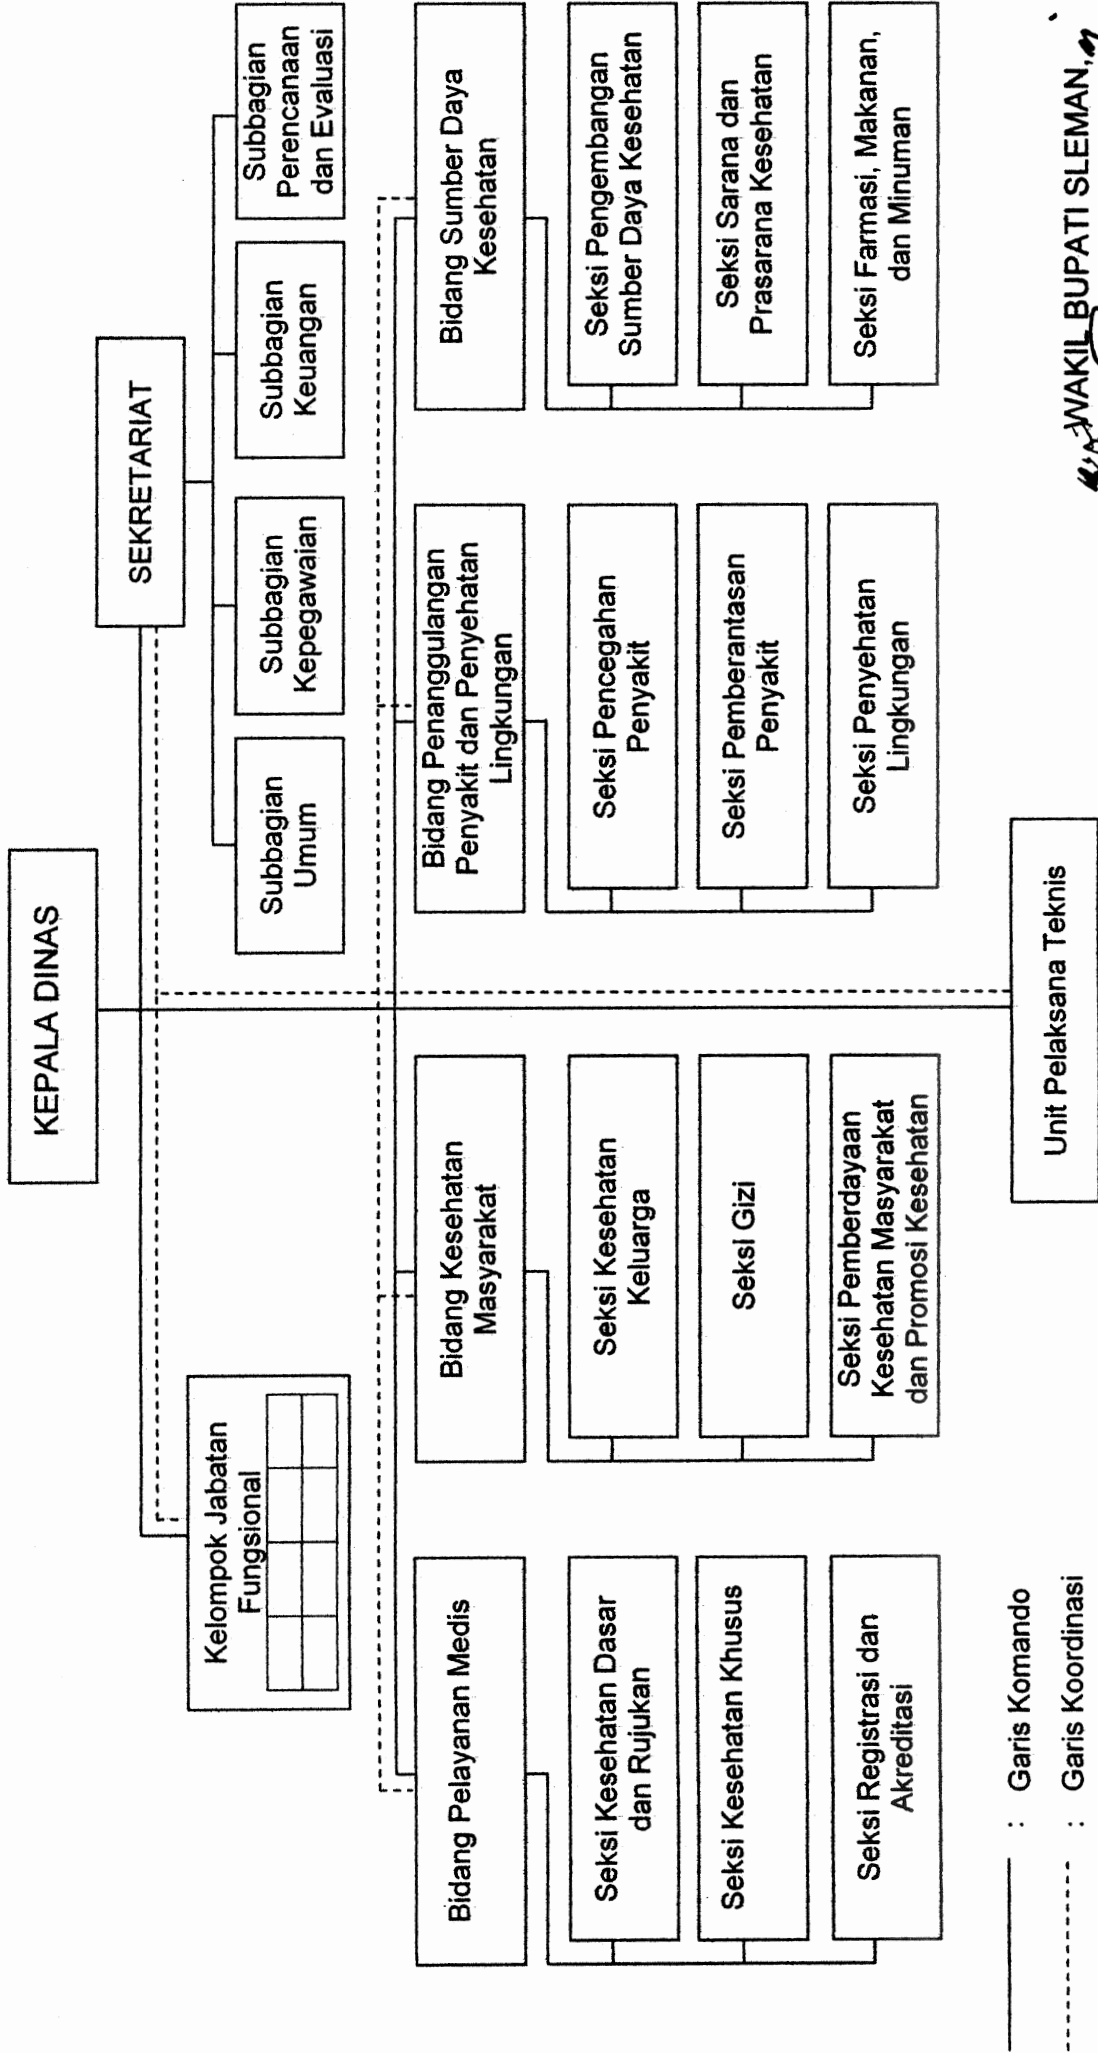 KEPALA DINAS
SEKRETARIAT
Kelompok Jabatan
Fungsional
Subbagian
Umum
Subbagian
Kepegawaian
Subbagian
Keuangan
Subbagian
Perencanaan
dan Evaluasi
Bidang Pelayanan Medis
Bidang Kesehatan
Masyarakat
Bidang Penanggulangan
Penyakit dan Penyehatan
Lingkungan
Bidang Sumber Daya
Kesehatan
Seksi Kesehatan Dasar
dan Rujukan
Seksi Kesehatan Khusus
Seksi Registrasi dan
Akreditasi
Seksi Kesehatan
Keluarga
Seksi Gizi
Seksi Pemberdayaan
Kesehatan Masyarakat
dan Promosi Kesehatan
Seksi Pencegahan
Penyakit
Seksi Pemberantasan
Penyakit
Seksi Penyehatan
Lingkungan
Seksi Pengembangan
Sumber Daya Kesehatan
Seksi Sarana dan
Prasarana Kesehatan
Seksi Farmasi, Makanan,
dan Minuman
Unit Pelaksana Teknis
: Garis Komando
: Garis Koordinasi
WAKIL BUPATI SLEMAN,